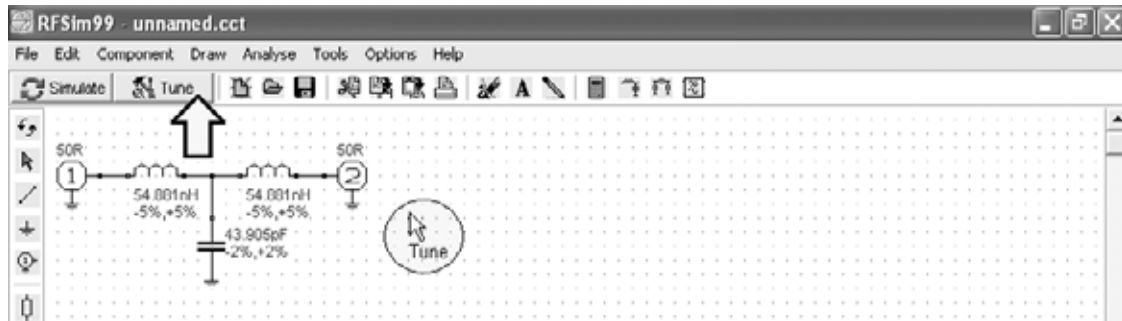 RFSim99 - unnamed.cct
File Edit Component Draw Analyse Tools Options Help
Simulate Tune A
50R 50R
1 2
54.881nH 54.881nH
-5%,+5% -5%,+5%
43.905pF
-2%,+2%
Tune